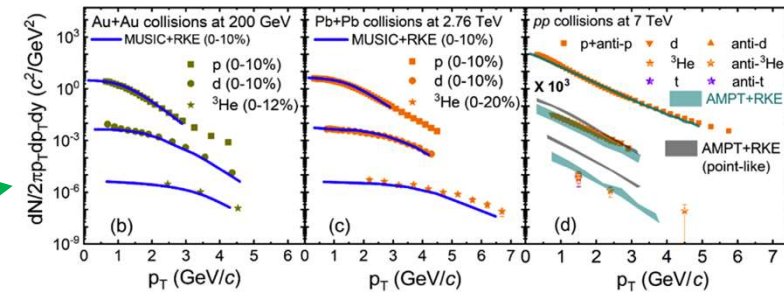 dN/2πp_Tdp_Tdy (c²/GeV²)
10³
10⁰
10⁻³
10⁻⁶
10⁻⁹
Au+Au collisions at 200 GeV
MUSIC+RKE (0-10%)
p (0-10%)
d (0-10%)
³He (0-12%)
(b)
0 1 2 3 4 5 6
p_T (GeV/c)
Pb+Pb collisions at 2.76 TeV
MUSIC+RKE (0-10%)
p (0-10%)
d (0-10%)
³He (0-20%)
(c)
0 1 2 3 4 5 6 7
p_T (GeV/c)
pp collisions at 7 TeV
p+anti-p d anti-d
³He anti-³He
t anti-t
X 10³
AMPT+RKE
AMPT+RKE
(point-like)
(d)
0 1 2 3 4 5 6 7
p_T (GeV/c)